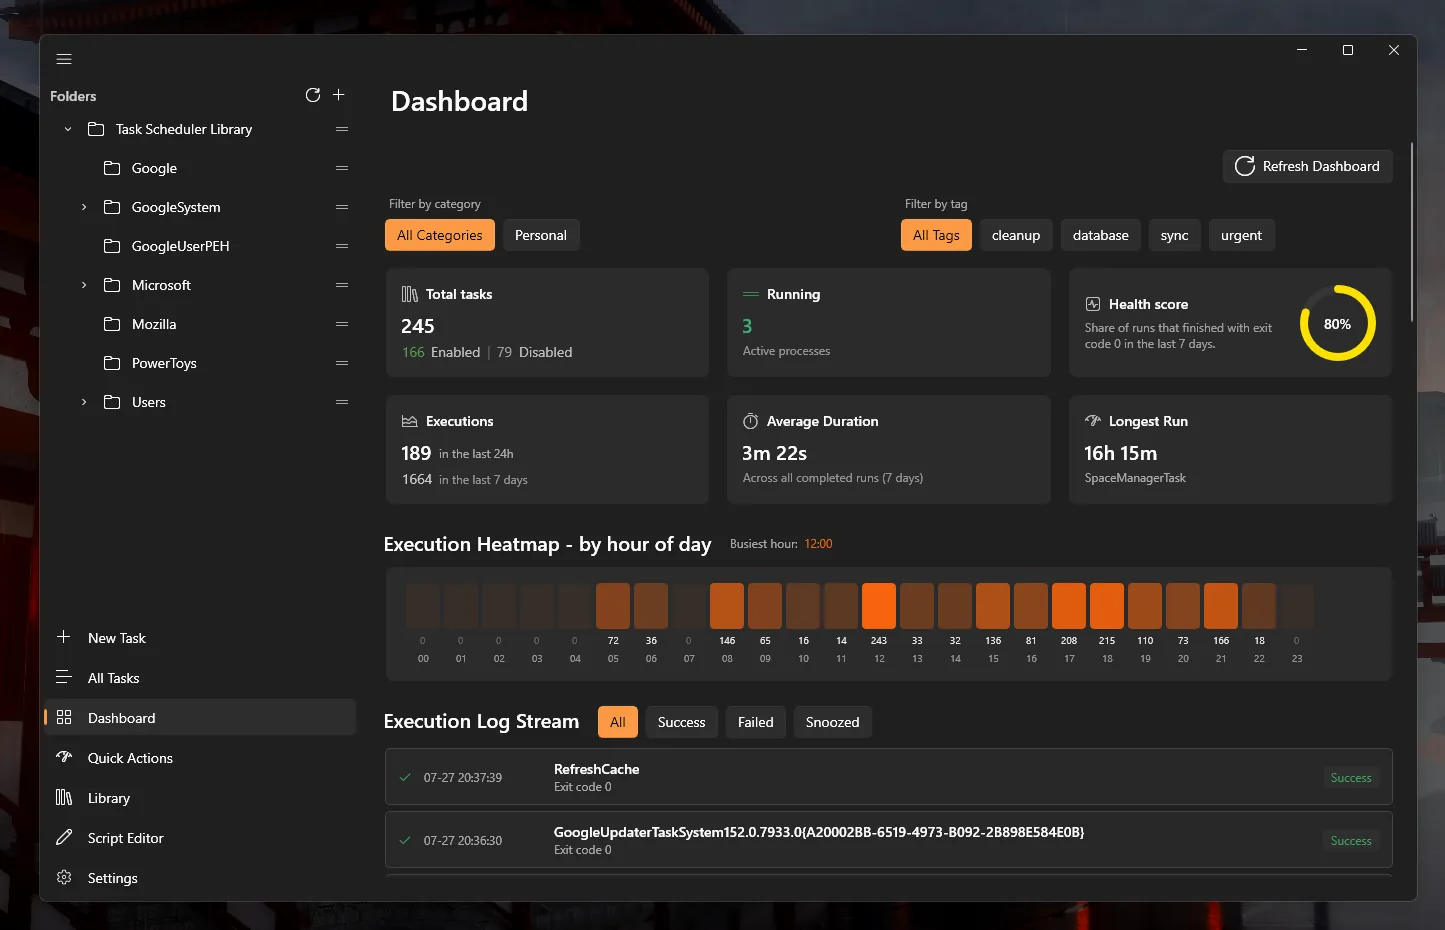 Folders
Task Scheduler Library
Google
GoogleSystem
GoogleUserPEH
Microsoft
Mozilla
PowerToys
Users
New Task
All Tasks
Dashboard
Quick Actions
Library
Script Editor
Settings
Dashboard
Refresh Dashboard
Filter by category
All Categories Personal
Filter by tag
All Tags cleanup database sync urgent
Total tasks
245
166 Enabled | 79 Disabled
Running
3
Active processes
Health score
Share of runs that finished with exit
code 0 in the last 7 days.
80%
Executions
189 in the last 24h
1664 in the last 7 days
Average Duration
3m 22s
Across all completed runs (7 days)
Longest Run
16h 15m
SpaceManagerTask
Execution Heatmap - by hour of day Busiest hour: 12:00
0 0 0 0 0 72 36 0 146 65 16 14 243 33 32 136 81 208 215 110 73 166 18 0
00 01 02 03 04 05 06 07 08 09 10 11 12 13 14 15 16 17 18 19 20 21 22 23
Execution Log Stream All Success Failed Snoozed
07-27 20:37:39 RefreshCache Success
Exit code 0
07-27 20:36:30 GoogleUpdaterTaskSystem152.0.7933.0{A20002BB-6519-4973-B092-2B898E584E0B} Success
Exit code 0